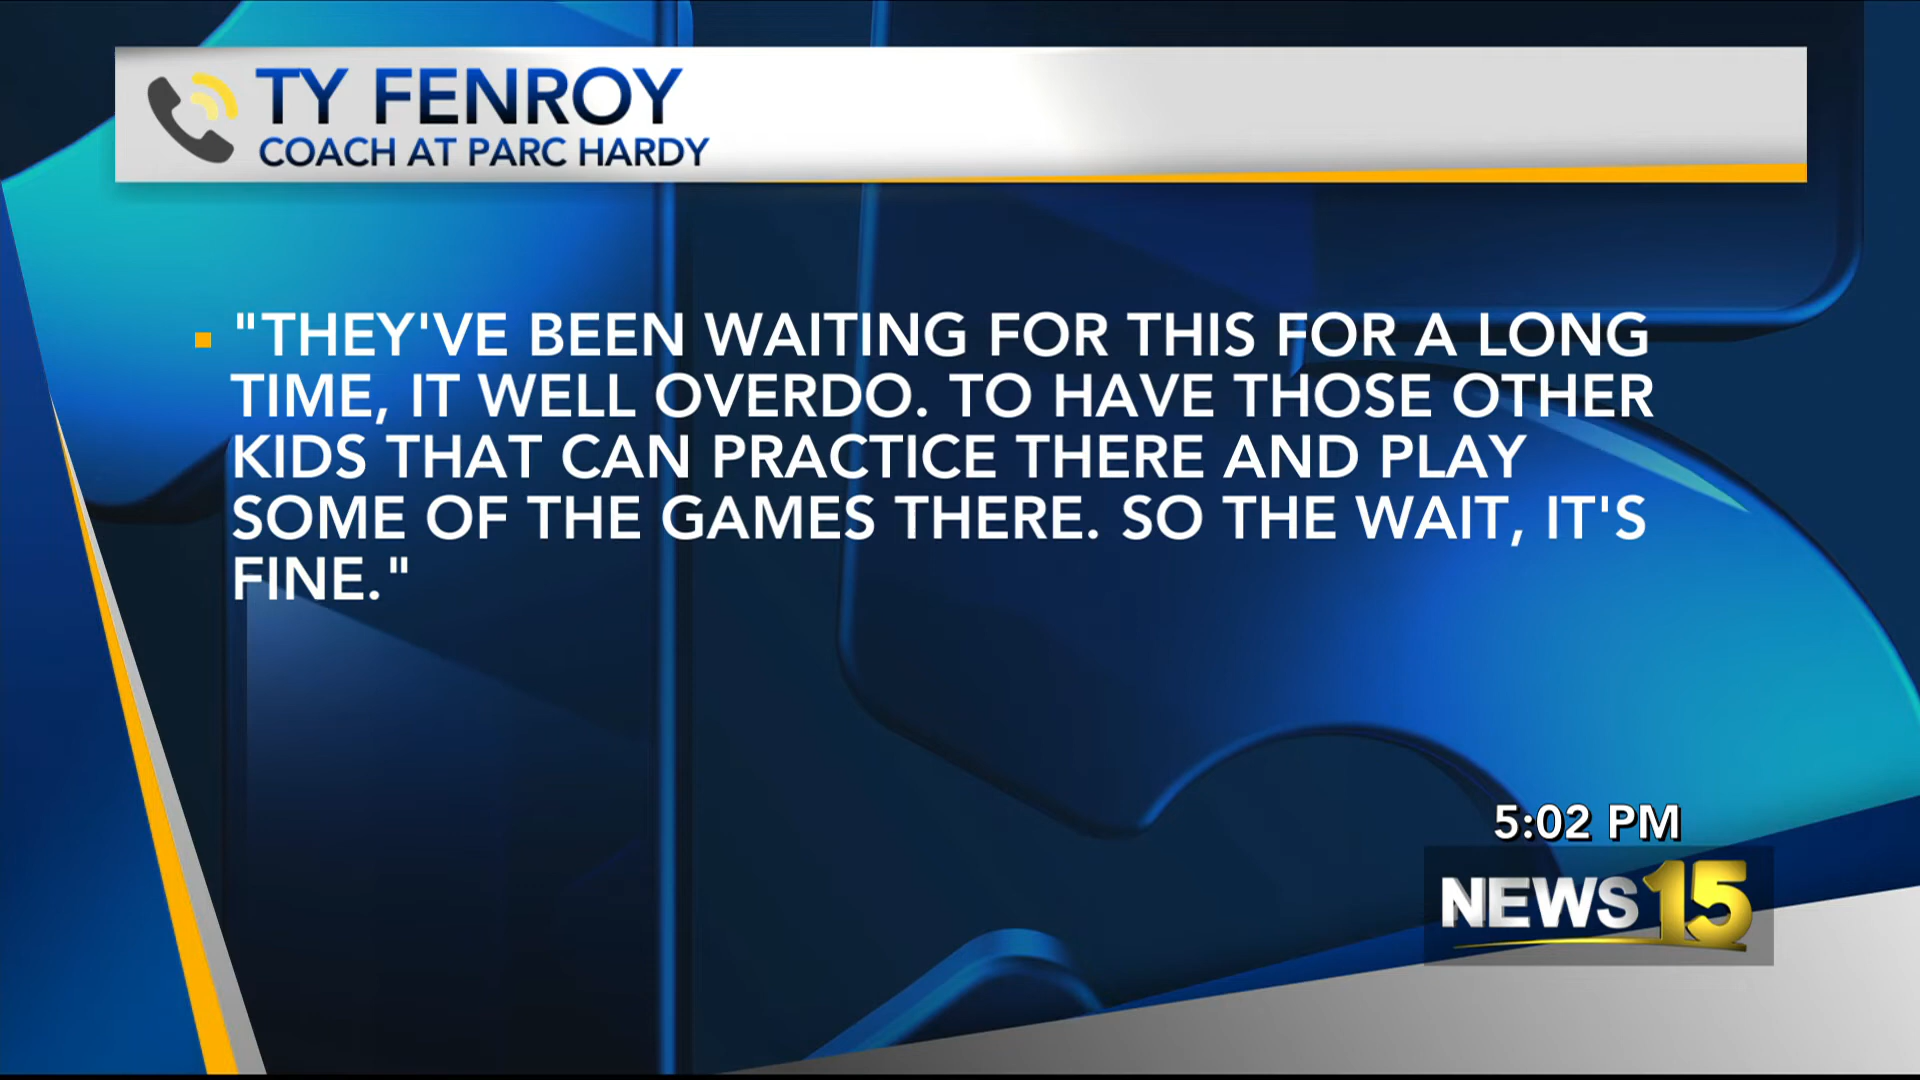 TY FENROY
COACH AT PARC HARDY
"THEY'VE BEEN WAITING FOR THIS FOR A LONG
TIME, IT WELL OVERDO. TO HAVE THOSE OTHER
KIDS THAT CAN PRACTICE THERE AND PLAY
SOME OF THE GAMES THERE. SO THE WAIT, IT'S
FINE."
5:02 PM
NEWS15